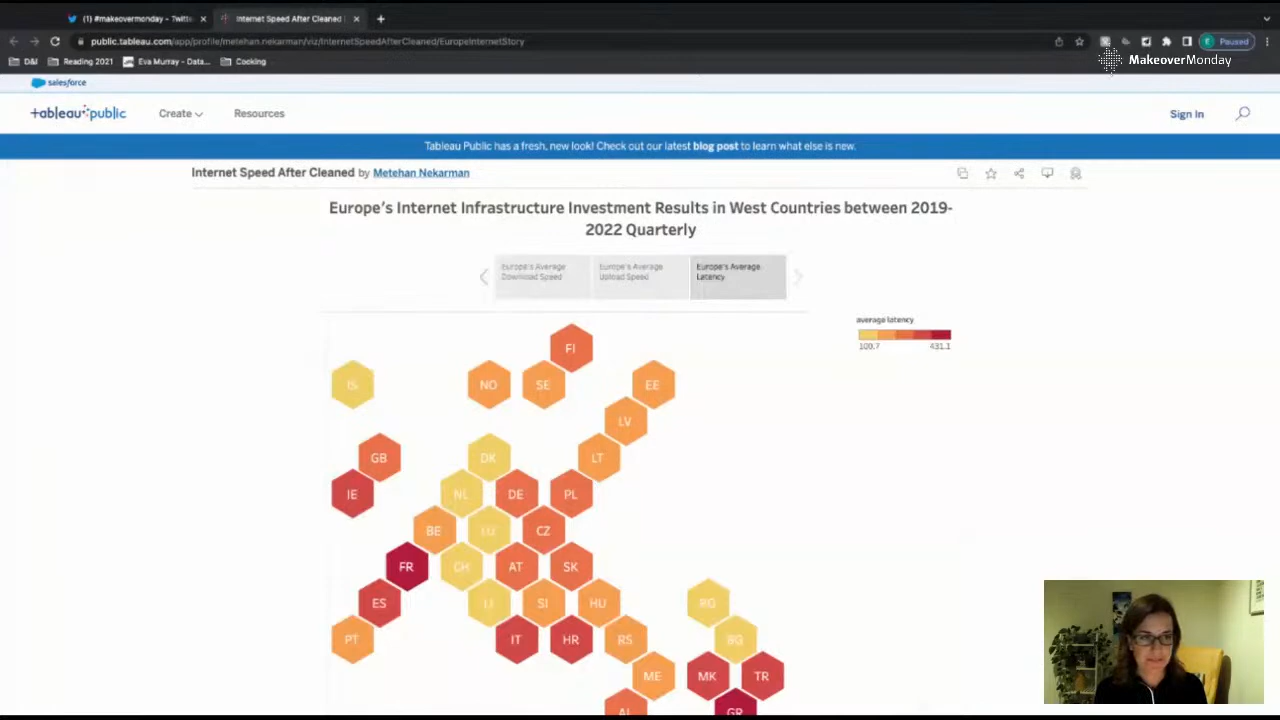 (1) #makeovermonday - Twitte
Internet Speed After Cleaned
public.tableau.com/app/profile/metehan.nekarman/viz/InternetSpeedAfterCleaned/EuropeInternetStory
E Paused
D&I
Reading 2021
Eva Murray - Data...
Cooking
MakeoverMonday
salesforce
+ableau+public
Create
Resources
Sign In
Tableau Public has a fresh, new look! Check out our latest blog post to learn what else is new.
Internet Speed After Cleaned by Metehan Nekarman
Europe's Internet Infrastructure Investment Results in West Countries between 2019-
2022 Quarterly
Europe's Average
Download Speed
Europe's Average
Upload Speed
Europe's Average
Latency
average latency
109.7
431.1
FI
IS
NO
SE
EE
LV
GB
DK
LT
IE
NL
DE
PL
BE
LU
CZ
FR
CH
AT
SK
ES
LI
SI
HU
RO
PT
IT
HR
RS
BG
ME
MK
TR
AL
GR